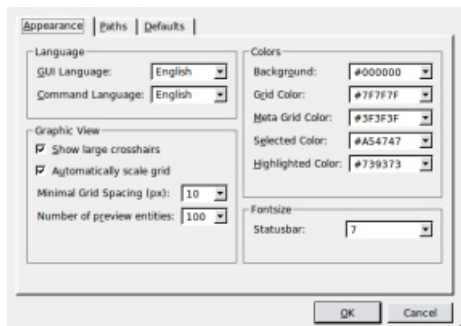 Appearance Paths Defaults
Language
GUI Language: English
Command Language: English
Graphic View
Show large crosshairs
Automatically scale grid
Minimal Grid Spacing (px): 10
Number of preview entities: 100
Colors
Background: #000000
Grid Color: #7F7F7F
Meta Grid Color: #3F3F3F
Selected Color: #A54747
Highlighted Color: #739373
Fontsize
Statusbar: 7
OK Cancel